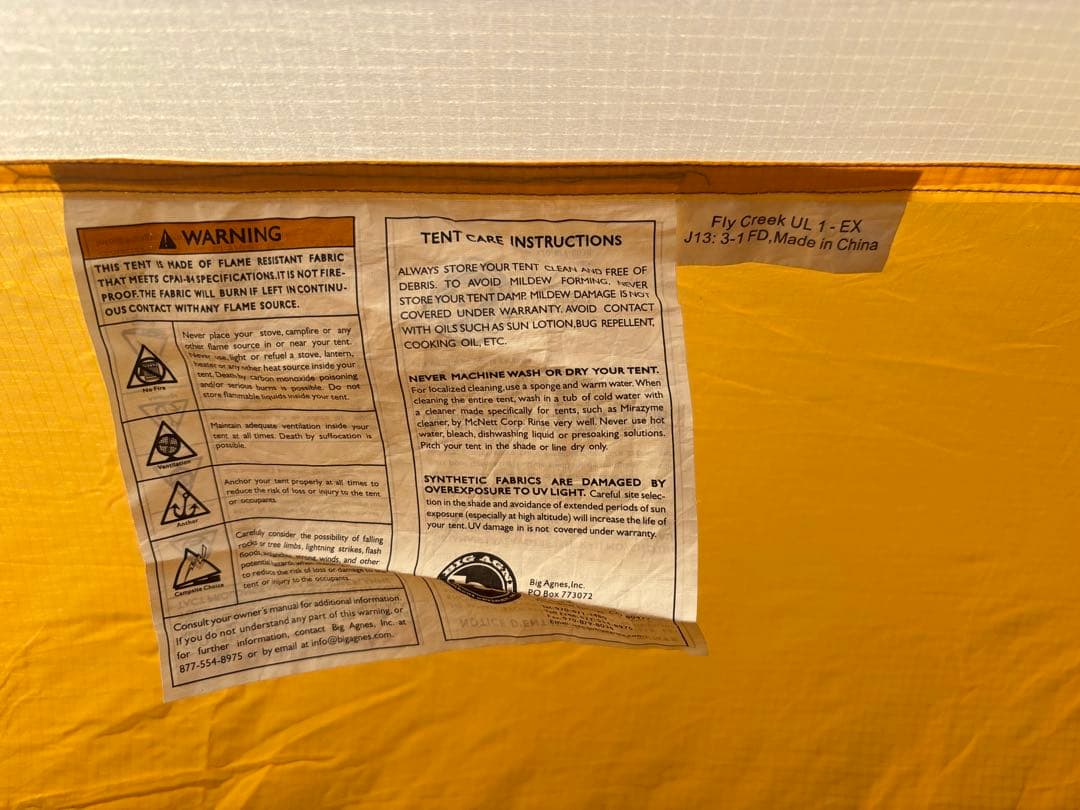 WARNING
THIS TENT IS MADE OF FLAME RESISTANT FABRIC
THAT MEETS CPAI-84 SPECIFICATIONS.IT IS NOT FIRE-
PROOF.THE FABRIC WILL BURN IF LEFT IN CONTINU-
OUS CONTACT WITH ANY FLAME SOURCE.
Never place your stove, campfire or any
other flame source in or near your tent.
Never use, light or refuel a stove, lantern,
heater or any other heat source inside your
tent. Death by carbon monoxide poisoning
and/or serious burns is possible. Do not
store flammable liquids inside your tent.
No Fire
Maintain adequate ventilation inside your
tent at all times. Death by suffocation is
possible.
Ventilation
Anchor your tent properly at all times to
reduce the risk of loss or injury to the tent
or occupants.
Anchor
Carefully consider the possibility of falling
rocks or tree limbs, lightning strikes, flash
floods, winds, and other
potential hazards when
to reduce the risk of loss or damage to
tent or injury to the occupants.
Campsite Choice
Consult your owner's manual for additional information.
If you do not understand any part of this warning, or
for further information, contact Big Agnes, Inc. at
877-554-8975 or by email at info@bigagnes.com.
TENT CARE INSTRUCTIONS
ALWAYS STORE YOUR TENT CLEAN AND FREE OF
DEBRIS. TO AVOID MILDEW FORMING, NEVER
STORE YOUR TENT DAMP. MILDEW DAMAGE IS NOT
COVERED UNDER WARRANTY. AVOID CONTACT
WITH OILS SUCH AS SUN LOTION,BUG REPELLENT,
COOKING OIL, ETC.
NEVER MACHINE WASH OR DRY YOUR TENT.
For localized cleaning,use a sponge and warm water. When
cleaning the entire tent, wash in a tub of cold water with
a cleaner made specifically for tents, such as Mirazyme
cleaner, by McNett Corp. Rinse very well. Never use hot
water, bleach, dishwashing liquid or presoaking solutions.
Pitch your tent in the shade or line dry only.
SYNTHETIC FABRICS ARE DAMAGED BY
OVEREXPOSURE TO UV LIGHT. Careful site selec-
tion in the shade and avoidance of extended periods of sun
exposure (especially at high altitude) will increase the life of
your tent. UV damage in is not covered under warranty.
BIG AGN
Big Agnes,Inc.
PO Box 773072
Fly Creek UL 1 - EX
J13: 3-1 FD,Made in China